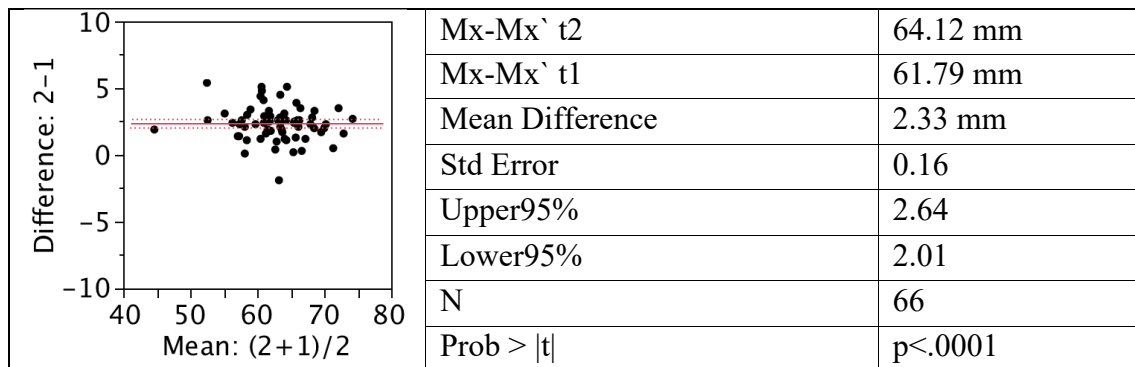 10
5
0
−5
−10
Difference: 2−1
40 50 60 70 80
Mean: (2+1)/2
Mx-Mx` t2 64.12 mm
Mx-Mx` t1 61.79 mm
Mean Difference 2.33 mm
Std Error 0.16
Upper95% 2.64
Lower95% 2.01
N 66
Prob > |t| p<.0001